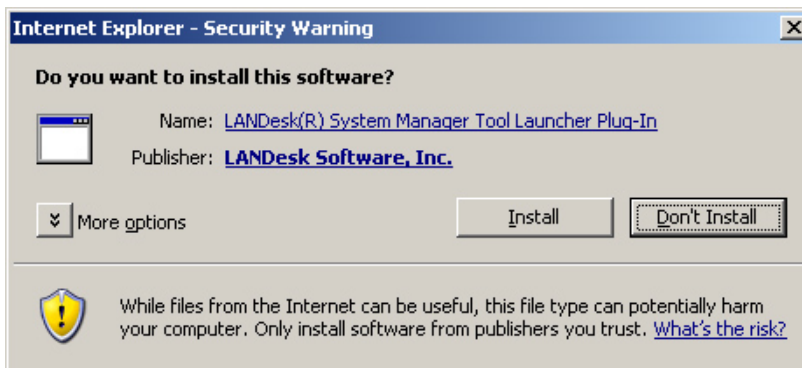 Internet Explorer - Security Warning
Do you want to install this software?
Name: LANDesk(R) System Manager Tool Launcher Plug-In
Publisher: LANDesk Software, Inc.
More options
Install
Don't Install
While files from the Internet can be useful, this file type can potentially harm
your computer. Only install software from publishers you trust. What's the risk?